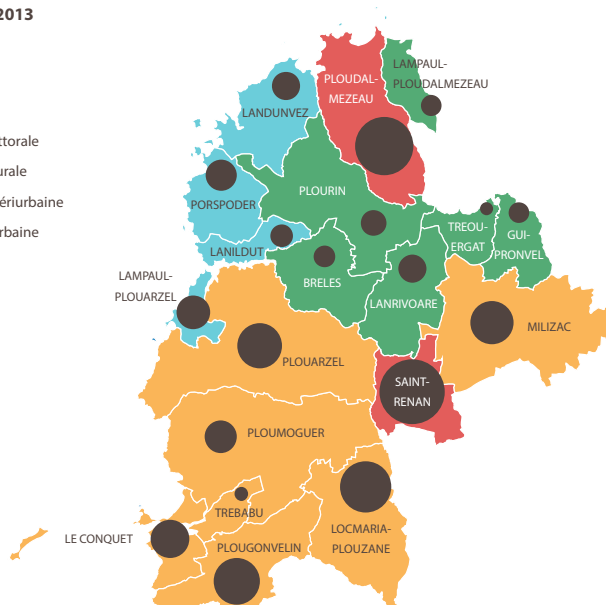 2013
ttorale
urale
ériurbaine
rbaine
PLOUDAL-
MEZEAU
LAMPAUL-
PLOUDALMEZEAU
LANDUNVEZ
PLOURIN
PORSPODER
TREOU-
ERGAT
GUI-
PRONVEL
LANILDUT
LAMPAUL-
PLOUARZEL
BRELES
LANRIVOARE
MILIZAC
PLOUARZEL
SAINT-
RENAN
PLOUMOGUER
TREBABU
LOCMARIA-
PLOUZANE
LE CONQUET
PLOUGONVELIN